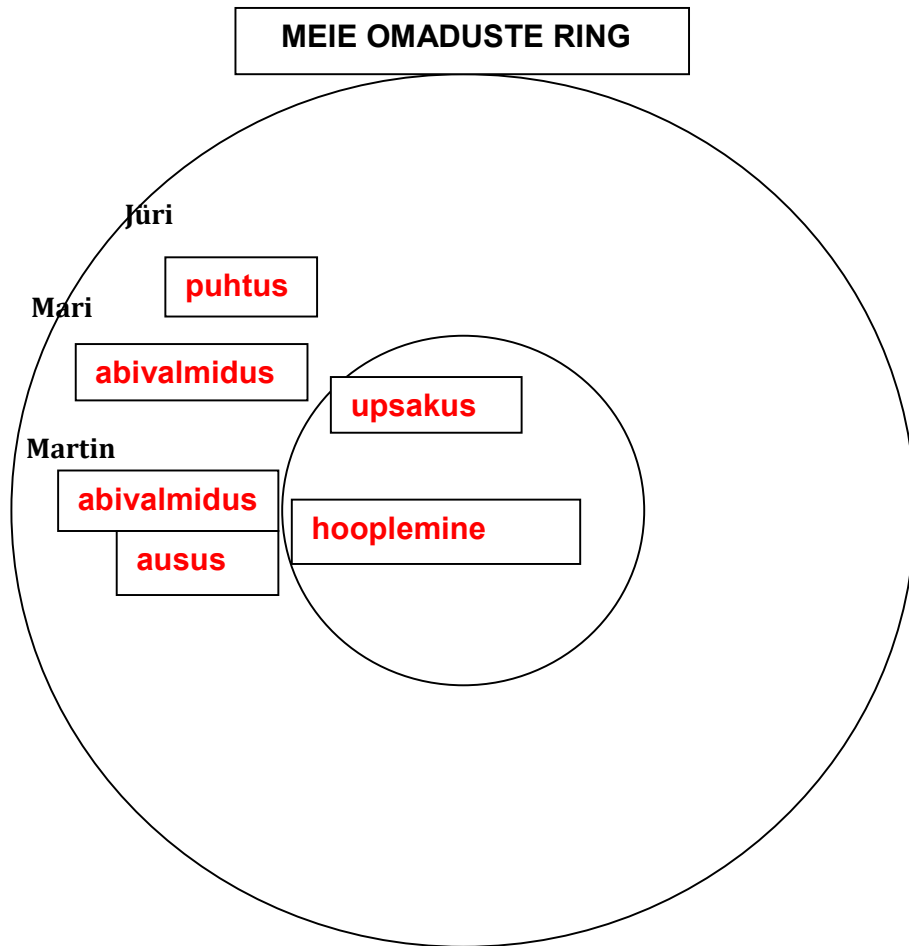 MEIE OMADUSTE RING
Jüri
puhtus
Mari
abivalmidus
upsakus
Martin
abivalmidus
hooplemine
ausus